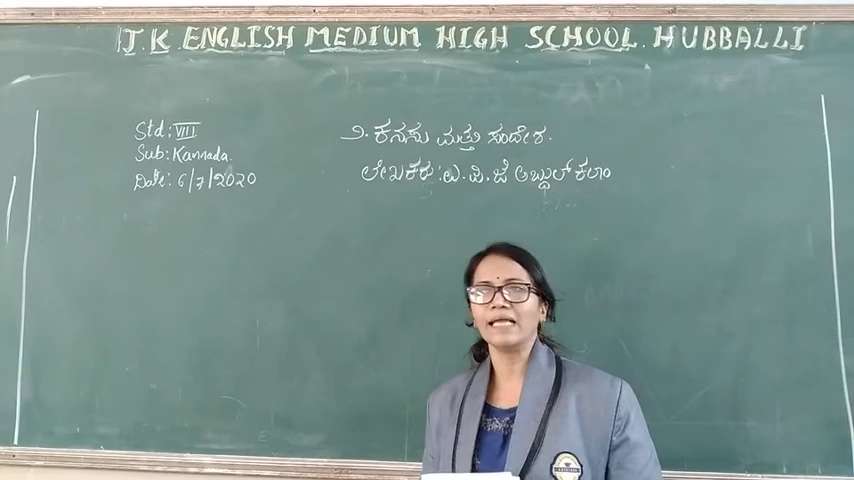 J K ENGLISH MEDIUM HIGH SCHOOL HUBBALLI
Std: VIII
Sub: Kannada.
Date: 6/7/2020
೨. ಕನಸು ಮತ್ತು ಸಂದೇಶ.
ಲೇಖಕರು: ಎ.ಪಿ.ಜೆ ಅಬ್ದುಲ್ ಕಲಾಂ